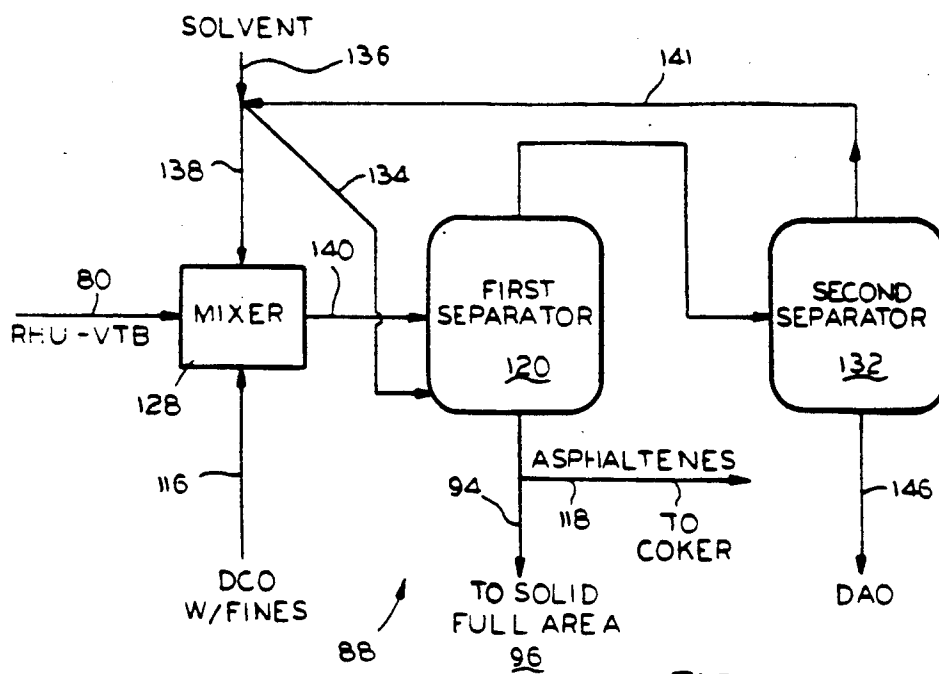 SOLVENT
136
141
138
134
140
80
RHU-VTB
MIXER
128
FIRST
SEPARATOR
120
SECOND
SEPARATOR
132
116
ASPHALTENES
94
118
TO
COKER
146
DCO
W/FINES
TO SOLID
FULL AREA
96
DAO
88